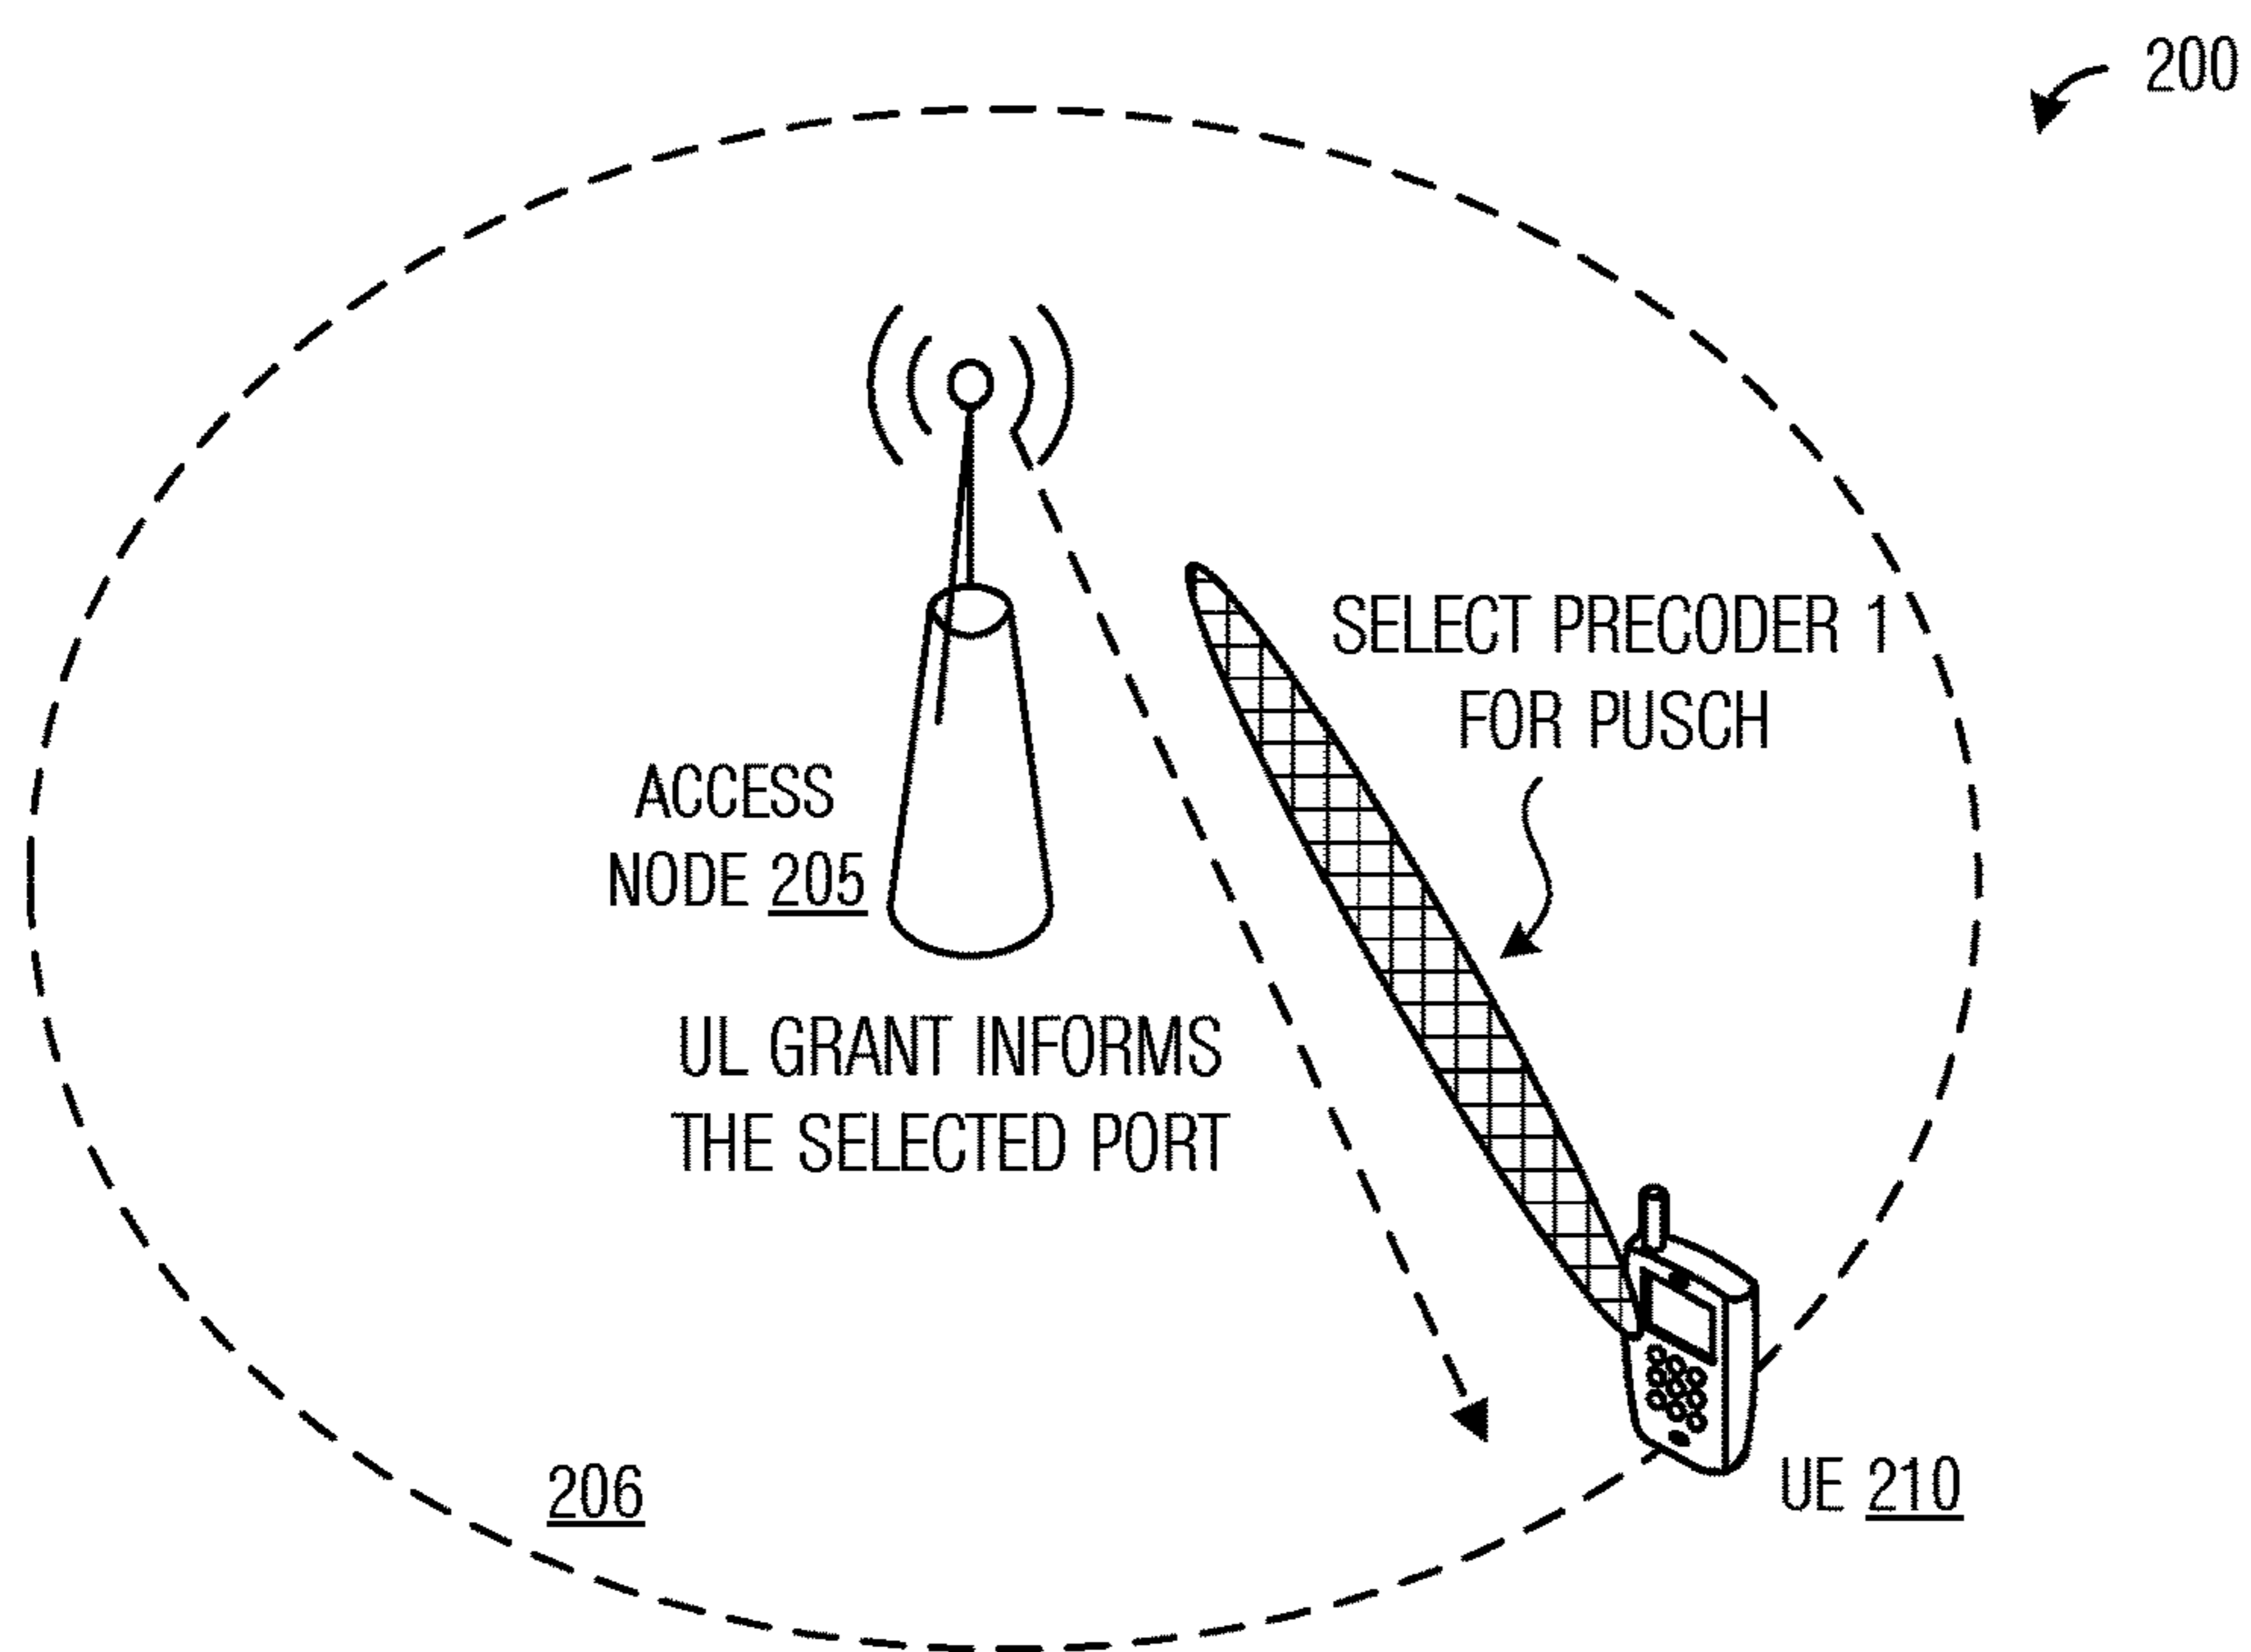 200
SELECT PRECODER 1
FOR PUSCH
ACCESS
NODE 205
UL GRANT INFORMS
THE SELECTED PORT
206
UE 210